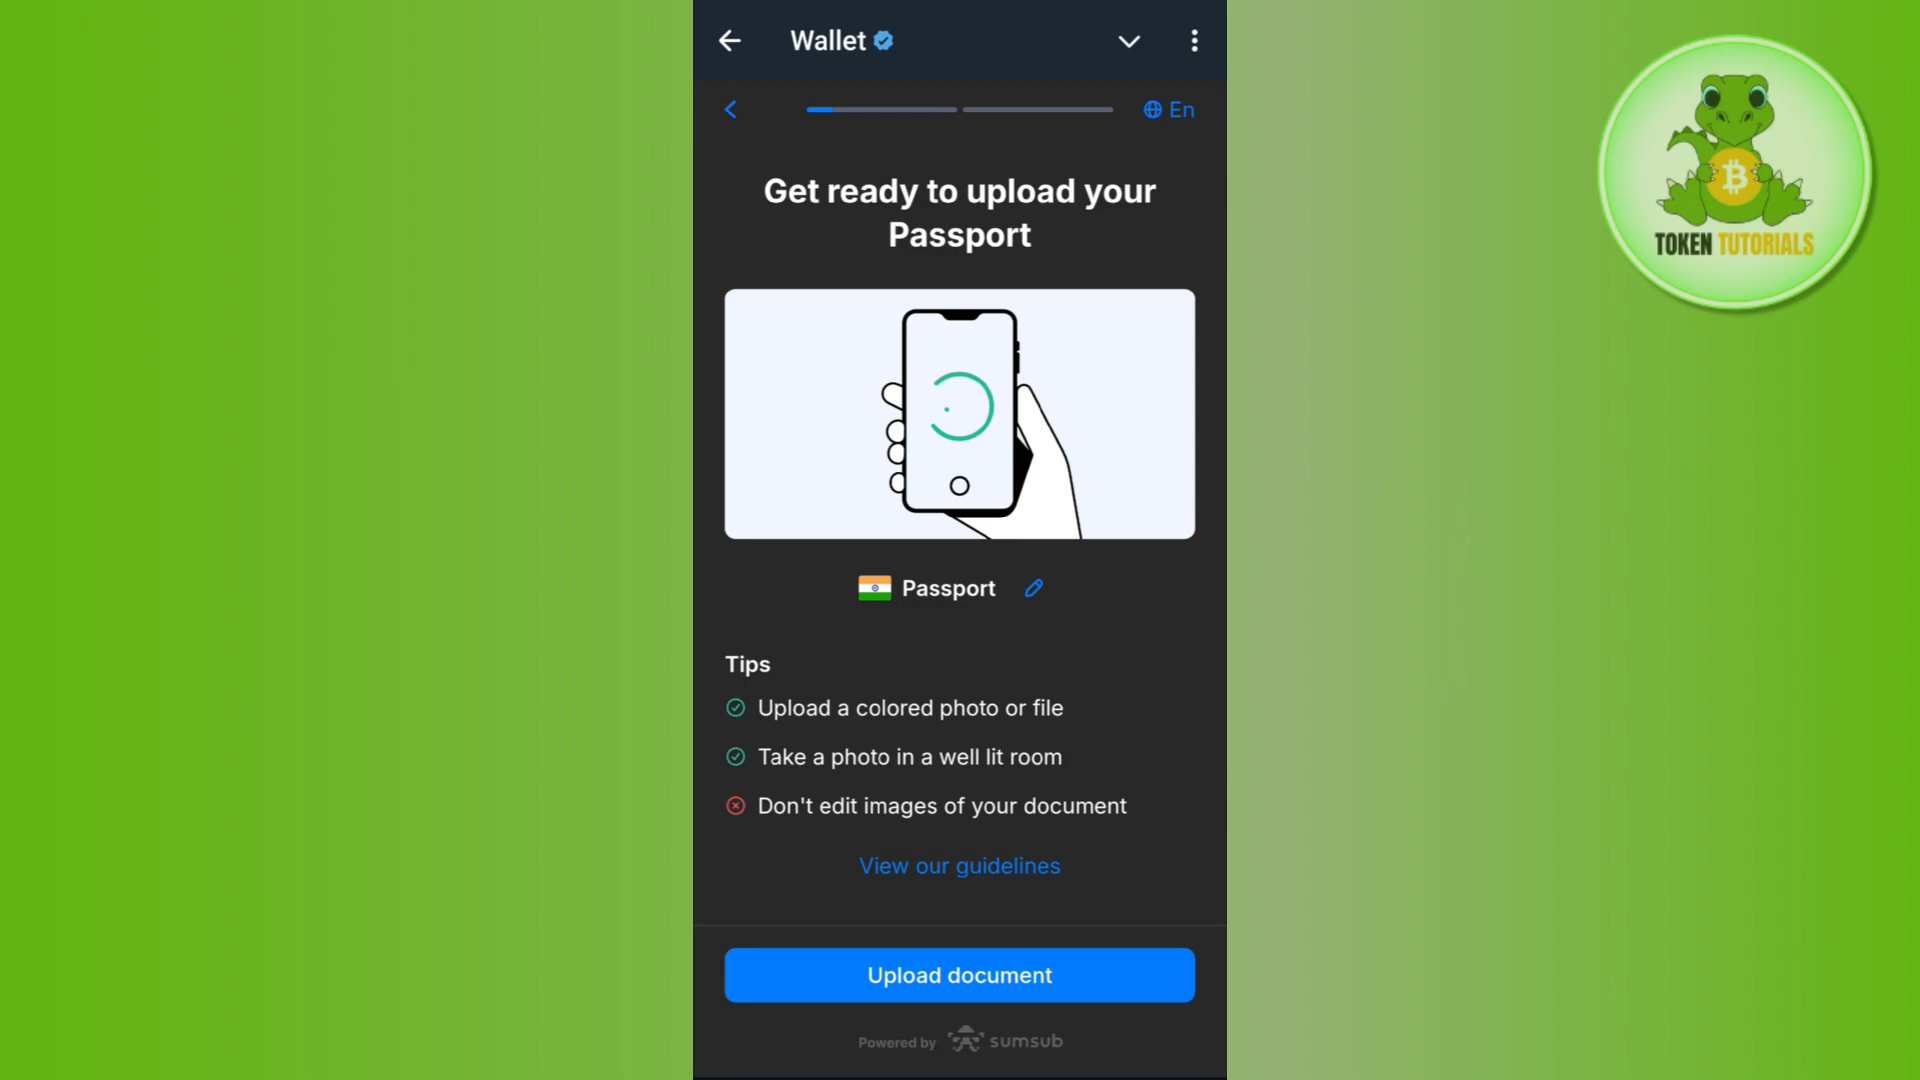 Wallet
En
Get ready to upload your
Passport
Passport
Tips
Upload a colored photo or file
Take a photo in a well lit room
Don't edit images of your document
View our guidelines
Upload document
Powered by sumsub
TOKEN TUTORIALS